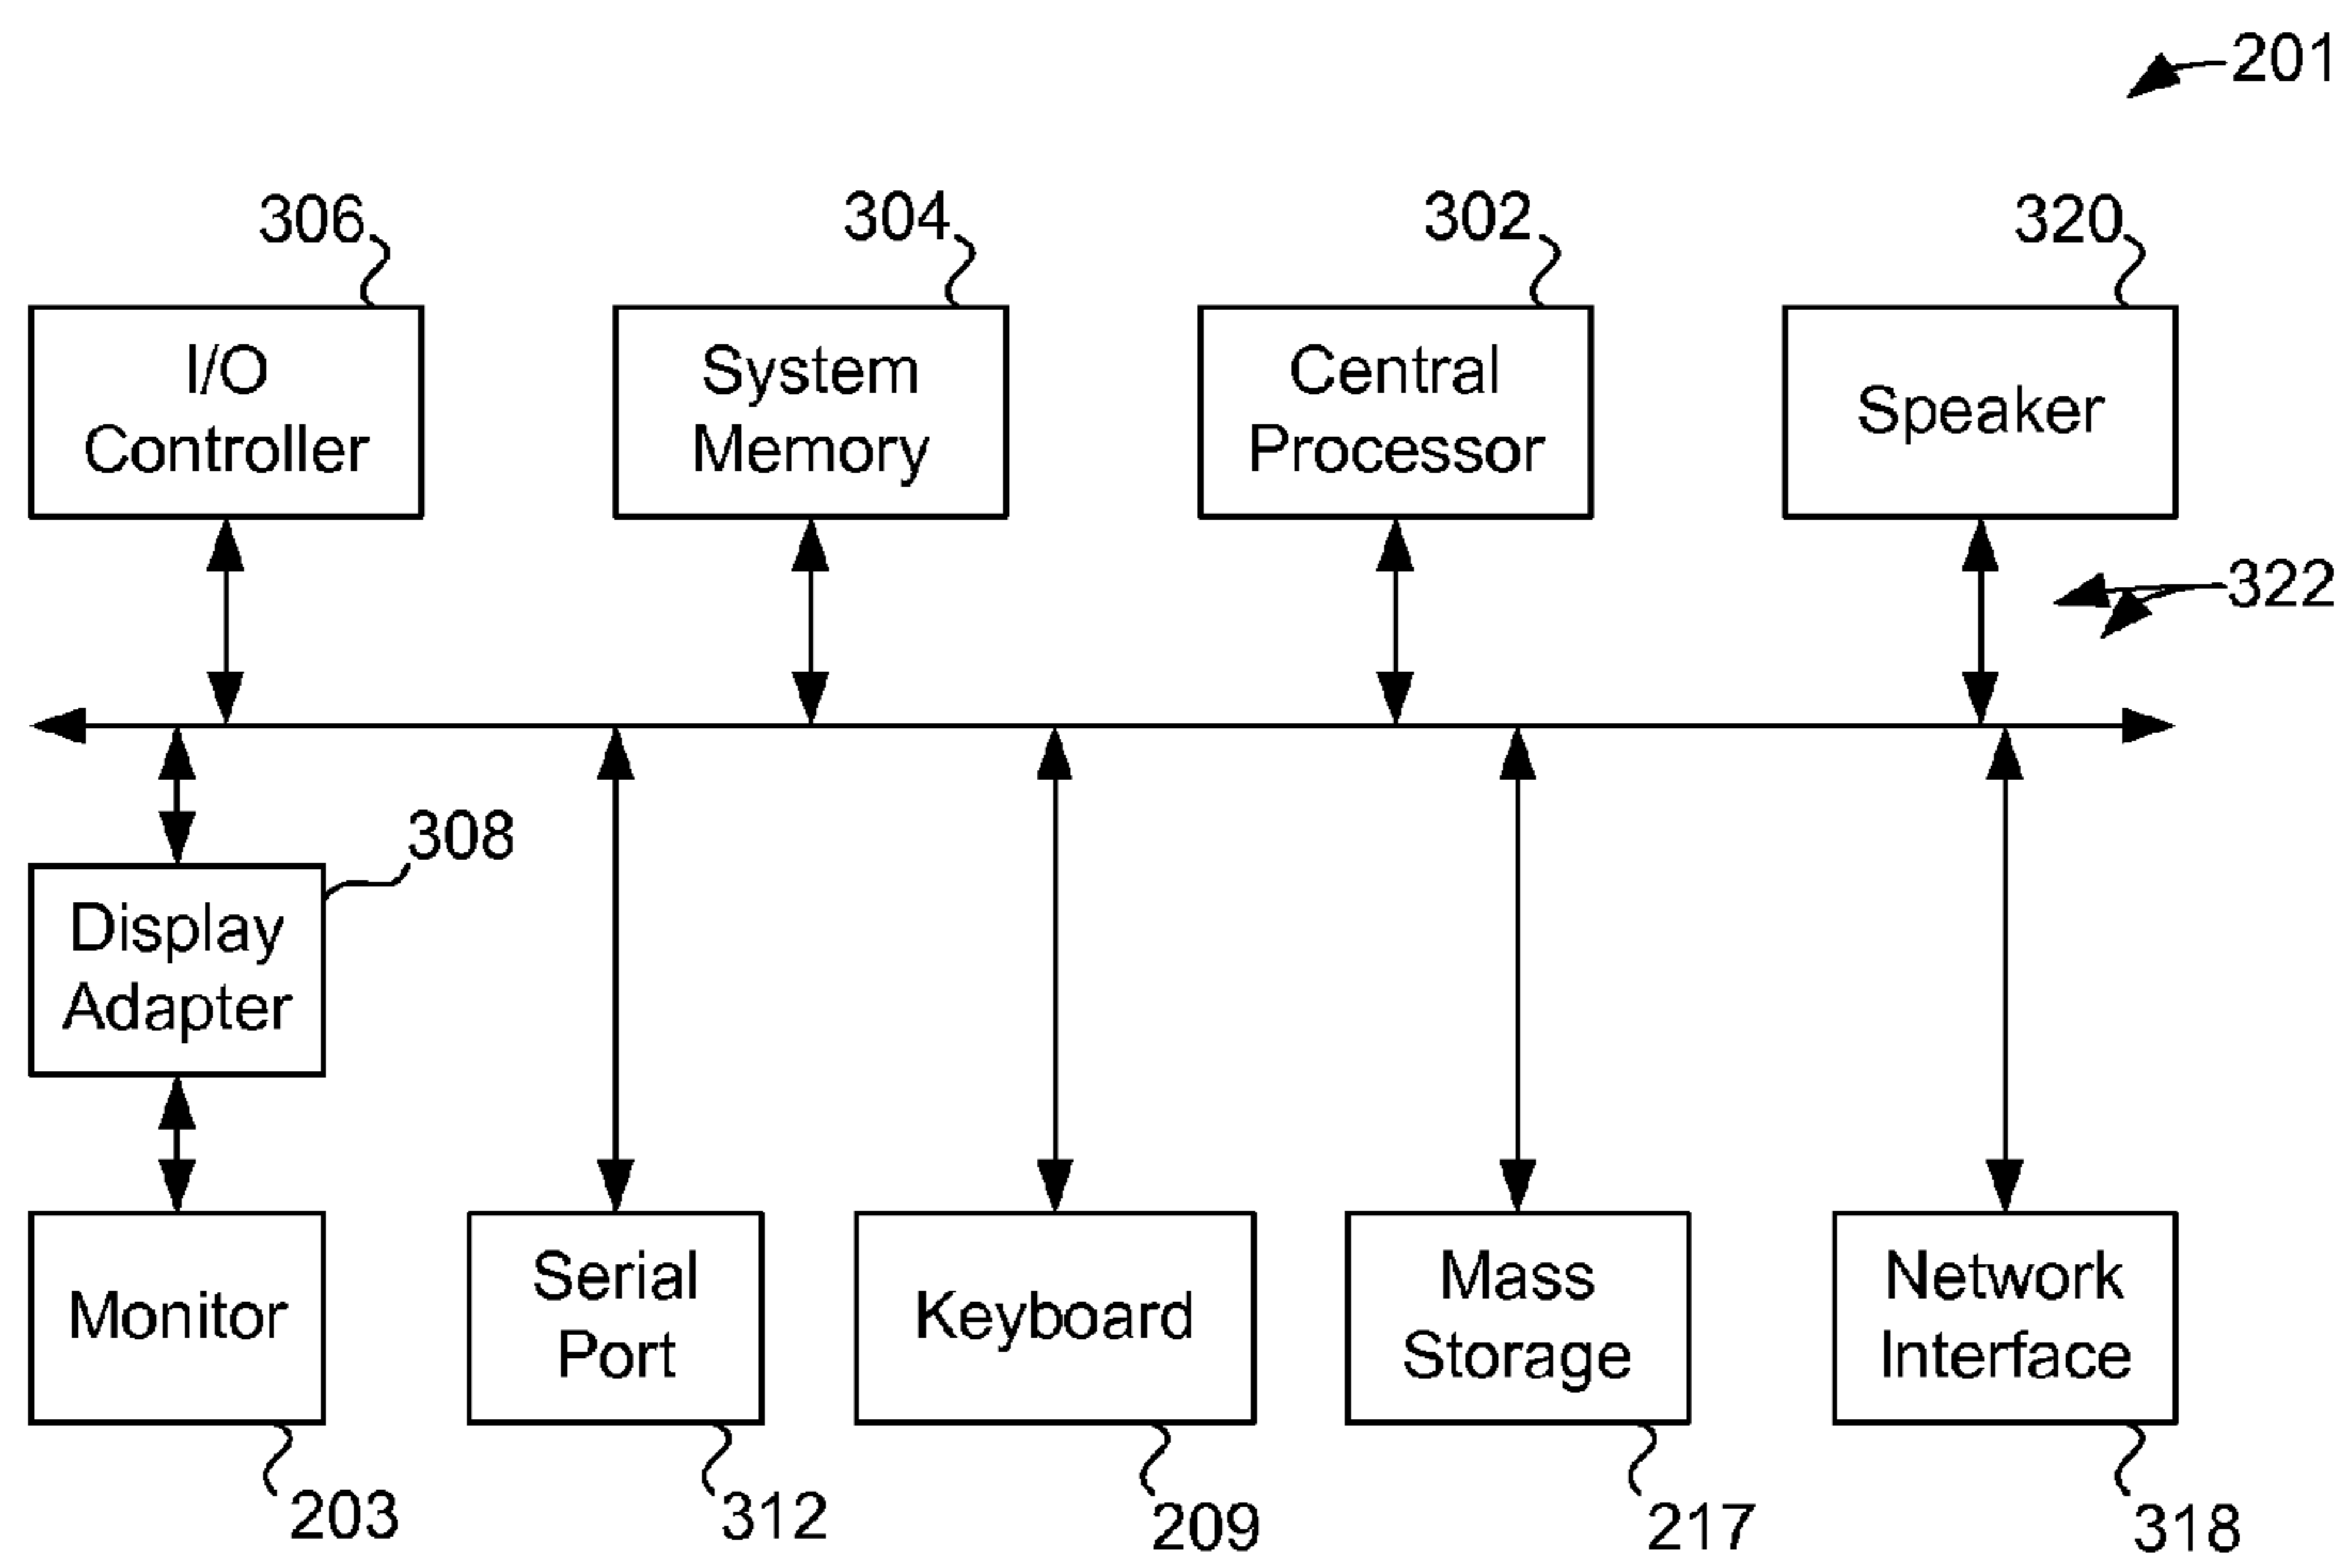 201
306
304
302
320
I/O
Controller
System
Memory
Central
Processor
Speaker
322
308
Display
Adapter
Monitor
Serial
Port
Keyboard
Mass
Storage
Network
Interface
203
312
209
217
318